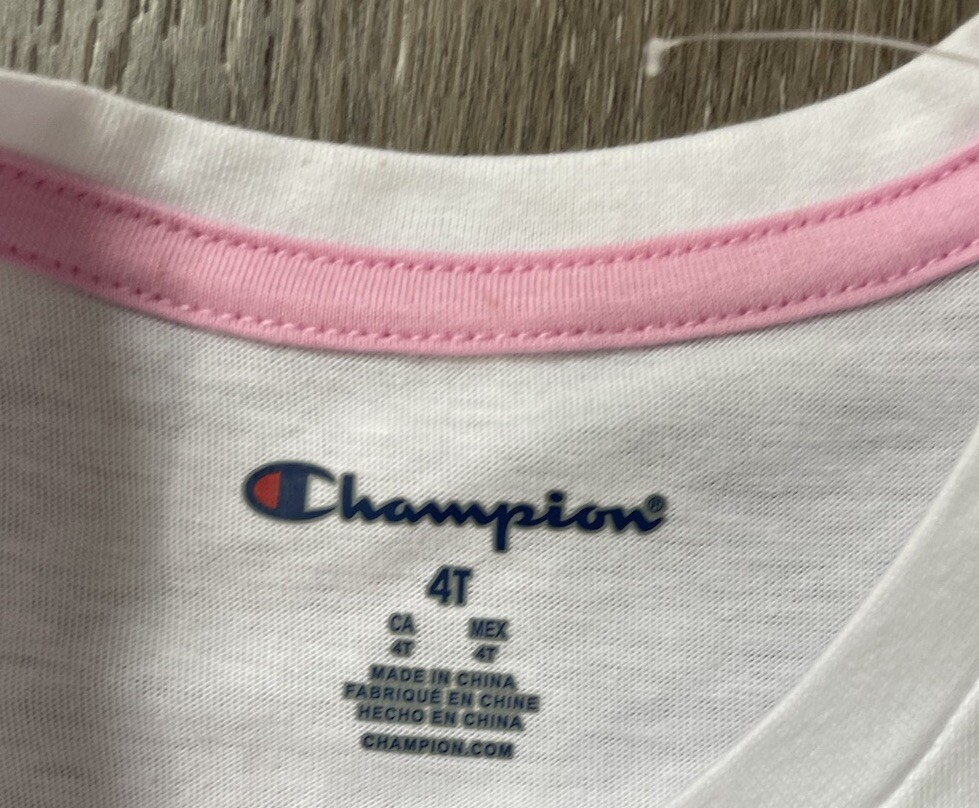 Champion®
4T
CA MEX
4T 4T
MADE IN CHINA
FABRIQUÉ EN CHINE
HECHO EN CHINA
CHAMPION.COM